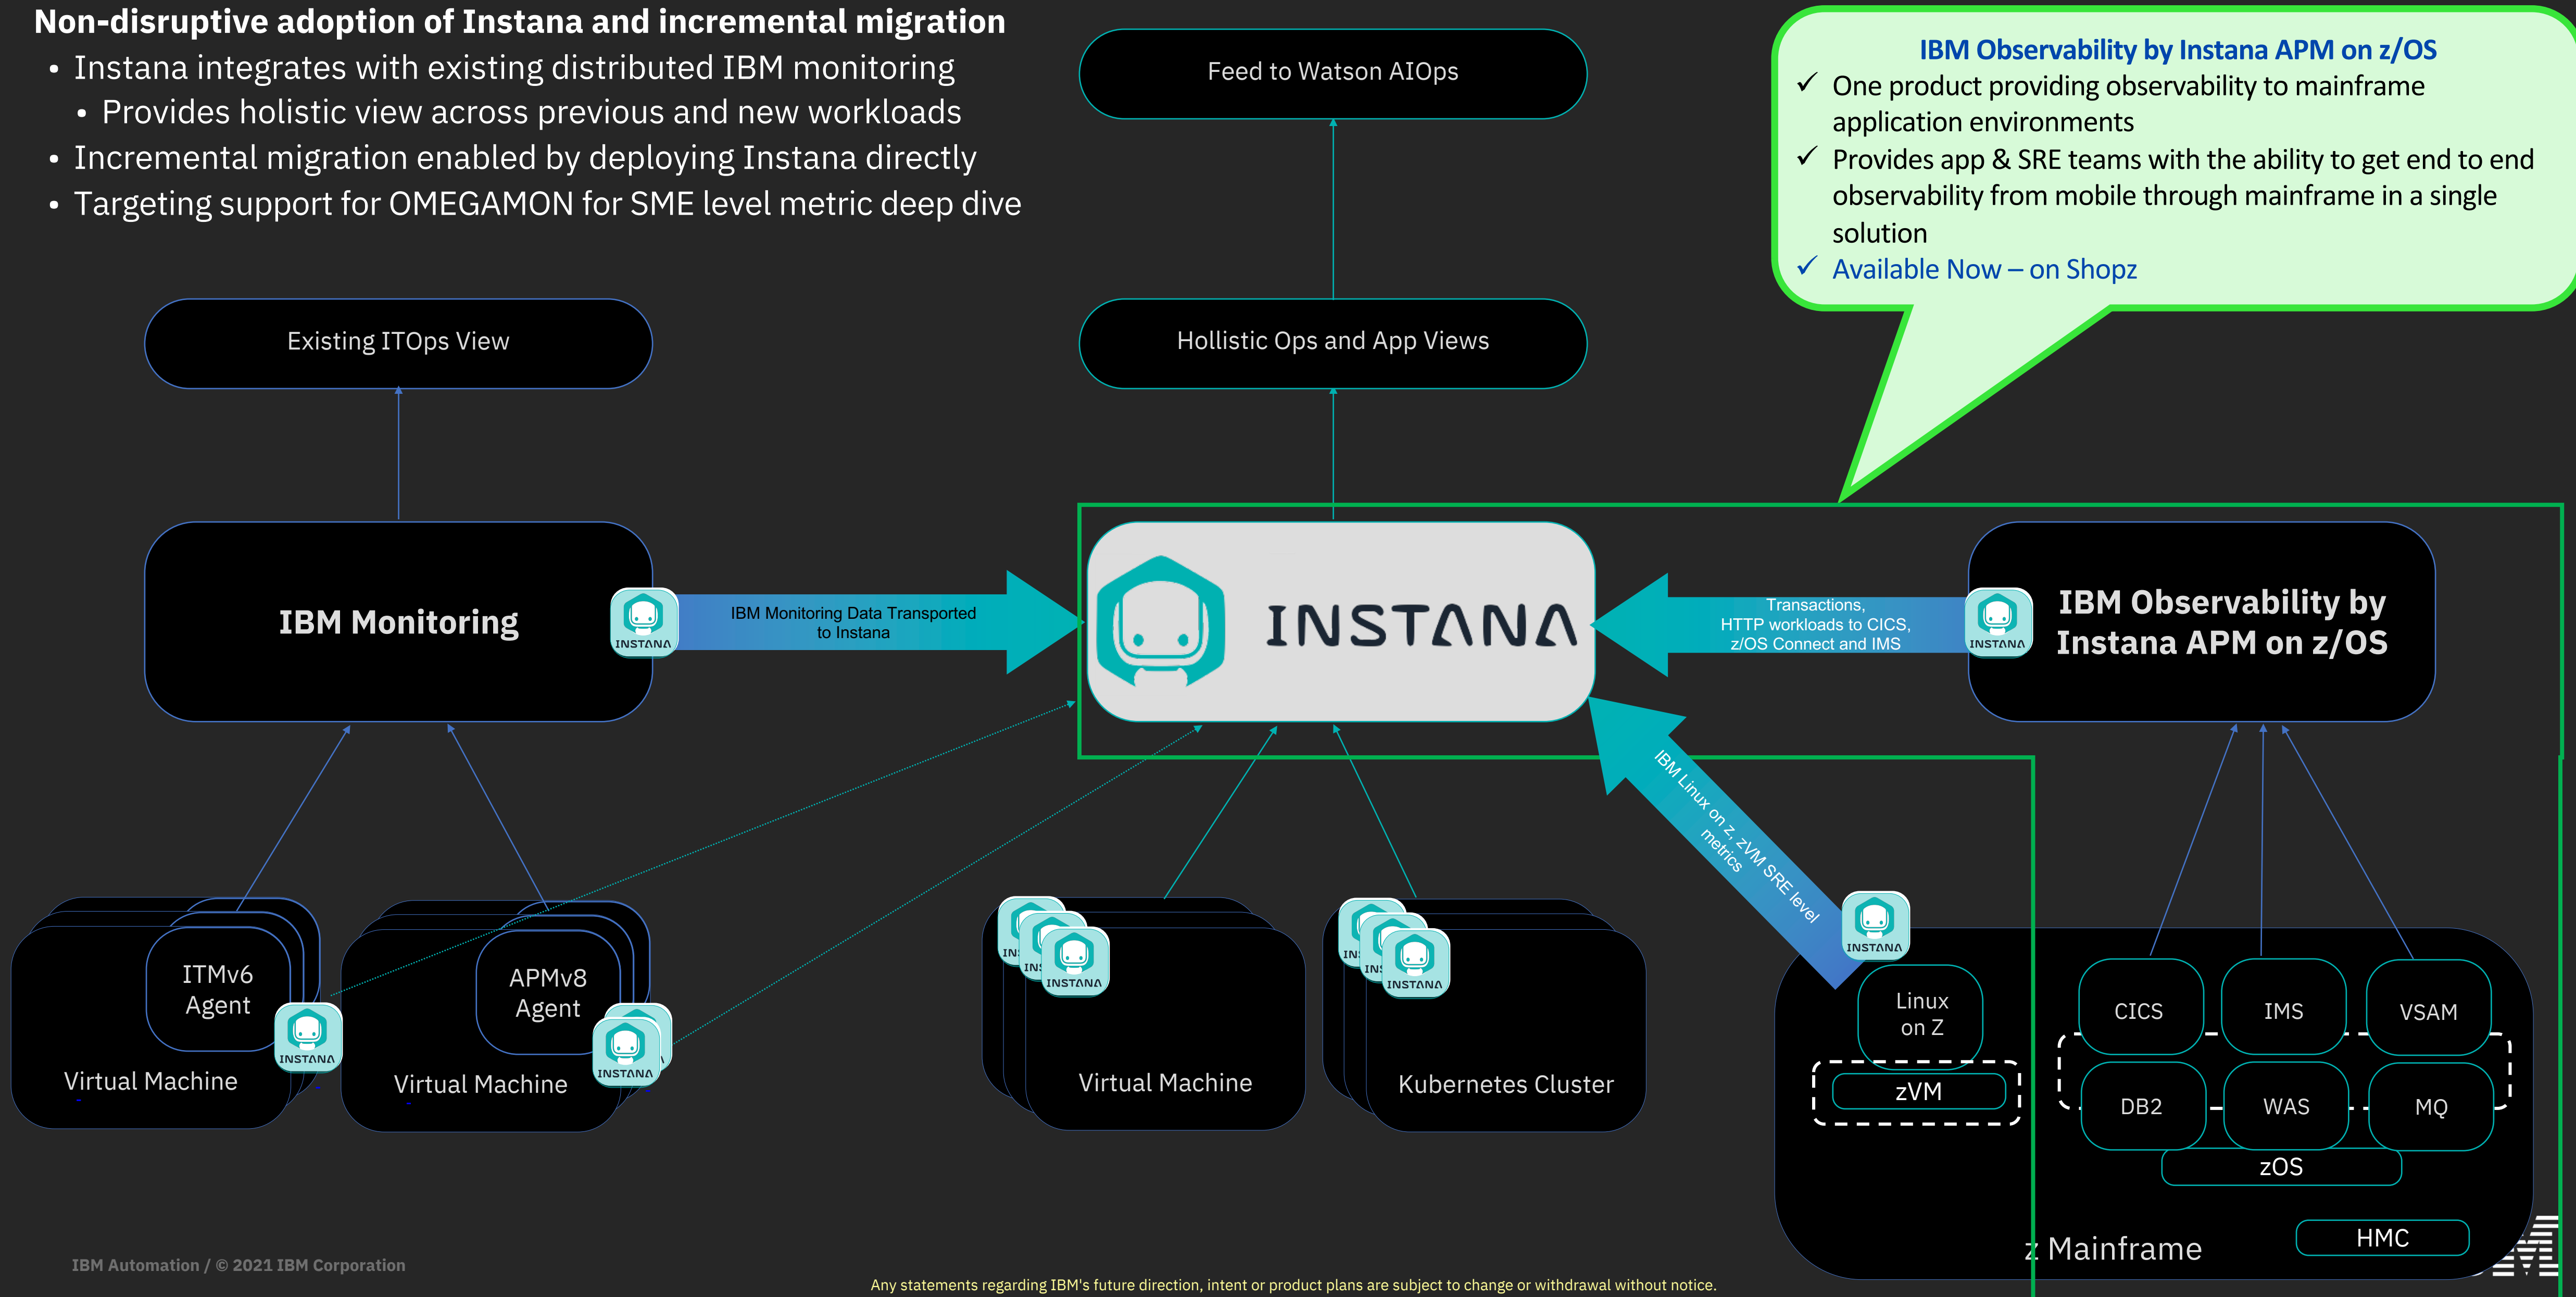 Non-disruptive adoption of Instana and incremental migration
• Instana integrates with existing distributed IBM monitoring
• Provides holistic view across previous and new workloads
• Incremental migration enabled by deploying Instana directly
• Targeting support for OMEGAMON for SME level metric deep dive
Feed to Watson AIOps
IBM Observability by Instana APM on z/OS
✓ One product providing observability to mainframe
application environments
✓ Provides app & SRE teams with the ability to get end to end
observability from mobile through mainframe in a single
solution
✓ Available Now – on Shopz
Existing ITOps View
Hollistic Ops and App Views
IBM Monitoring
INSTANA
IBM Monitoring Data Transported
to Instana
INSTANA
Transactions,
HTTP workloads to CICS,
z/OS Connect and IMS
INSTANA
IBM Observability by
Instana APM on z/OS
IBM Linux on z, zVM SRE level
metrics
ITMv6
Agent
INSTANA
Virtual Machine
APMv8
Agent
INSTANA
Virtual Machine
INSTANA
Virtual Machine
INSTANA
Kubernetes Cluster
INSTANA
Linux
on Z
zVM
CICS
IMS
VSAM
DB2
WAS
MQ
zOS
HMC
z Mainframe
IBM Automation / © 2021 IBM Corporation
Any statements regarding IBM's future direction, intent or product plans are subject to change or withdrawal without notice.